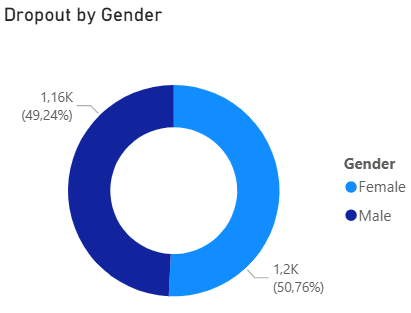 Dropout by Gender
1,16K
(49,24%)
Gender
Female
Male
1,2K
(50,76%)